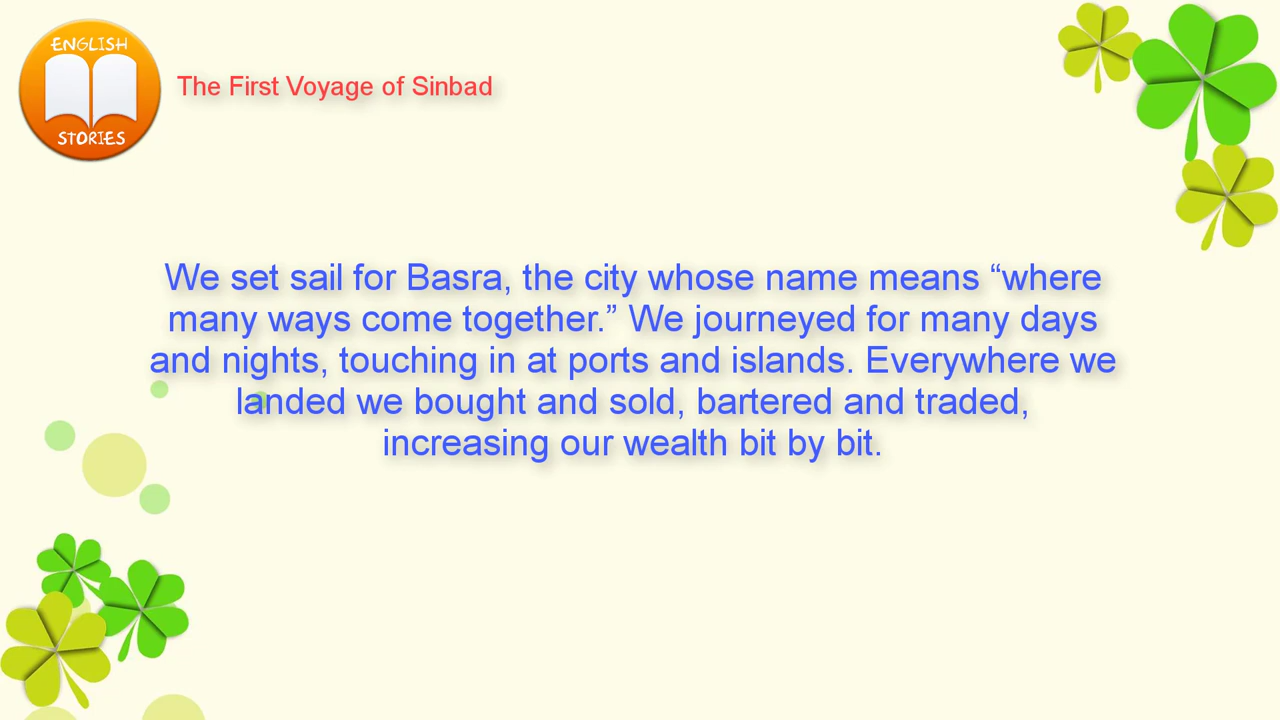 ENGLISH
STORIES
The First Voyage of Sinbad
We set sail for Basra, the city whose name means “where
many ways come together.” We journeyed for many days
and nights, touching in at ports and islands. Everywhere we
landed we bought and sold, bartered and traded,
increasing our wealth bit by bit.